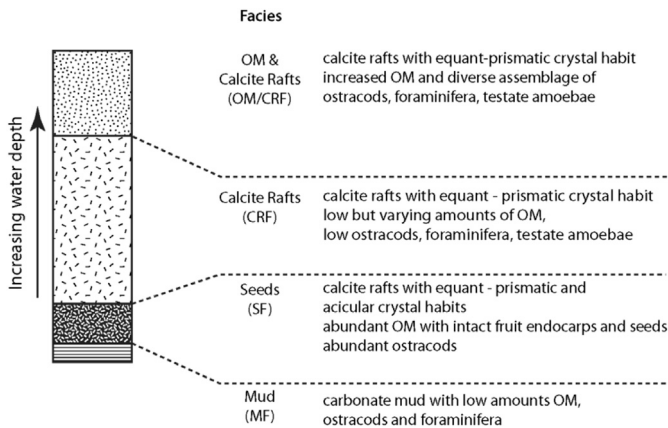 Facies
OM &
Calcite Rafts
(OM/CRF)
calcite rafts with equant-prismatic crystal habit
increased OM and diverse assemblage of
ostracods, foraminifera, testate amoebae
Increasing water depth
Calcite Rafts
(CRF)
calcite rafts with equant - prismatic crystal habit
low but varying amounts of OM,
low ostracods, foraminifera, testate amoebae
Seeds
(SF)
calcite rafts with equant - prismatic and
acicular crystal habits
abundant OM with intact fruit endocarps and seeds
abundant ostracods
Mud
(MF)
carbonate mud with low amounts OM,
ostracods and foraminifera